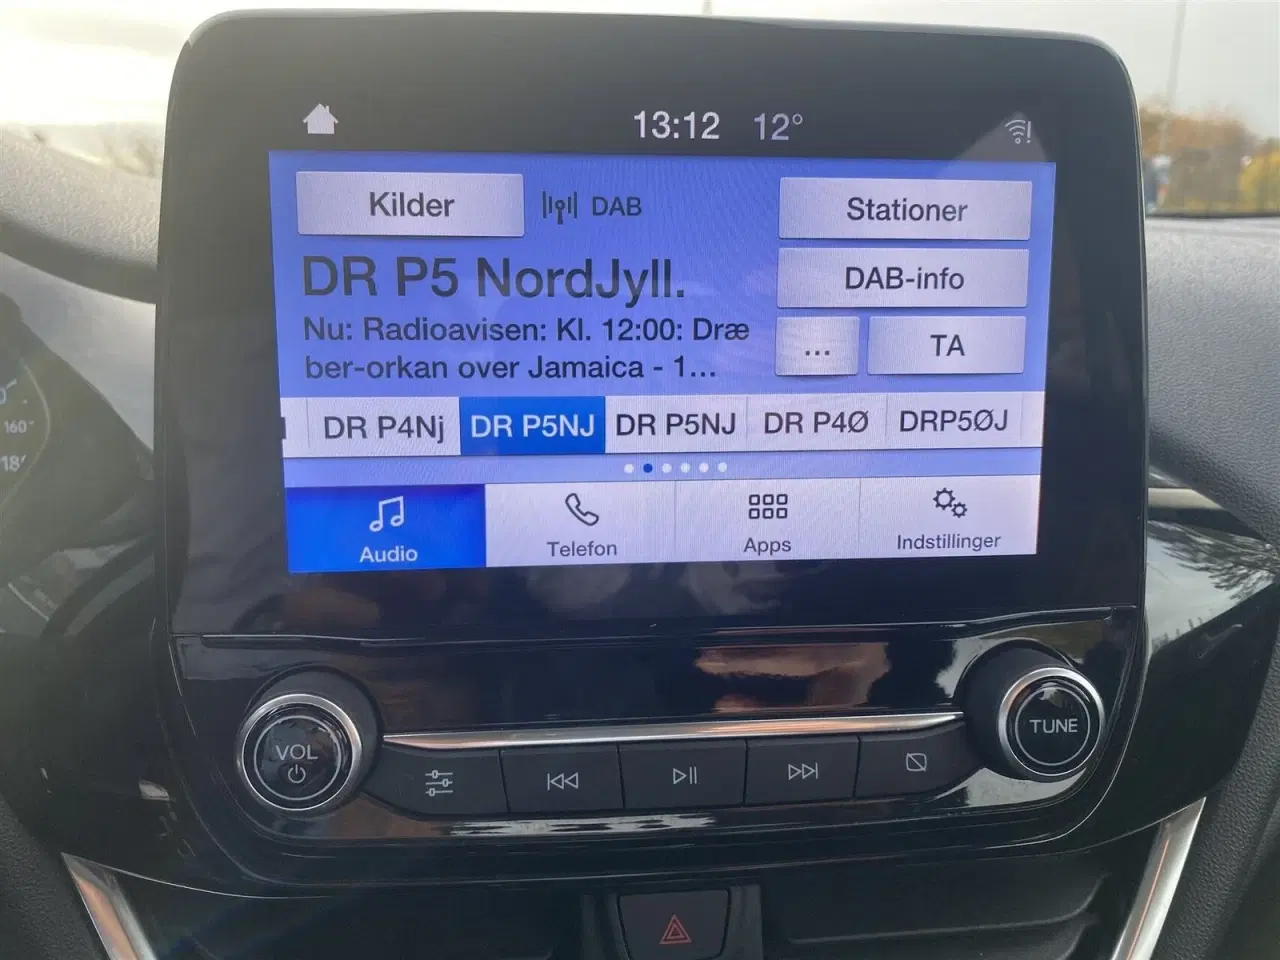 13:12 12°
Kilder
DAB
Stationer
DR P5 NordJyll.
DAB-info
Nu: Radioavisen: Kl. 12:00: Dræ
ber-orkan over Jamaica - 1...
...
TA
DR P4Nj
DR P5NJ
DR P5NJ
DR P4Ø
DRP5ØJ
Audio
Telefon
Apps
Indstillinger
VOL
TUNE
160